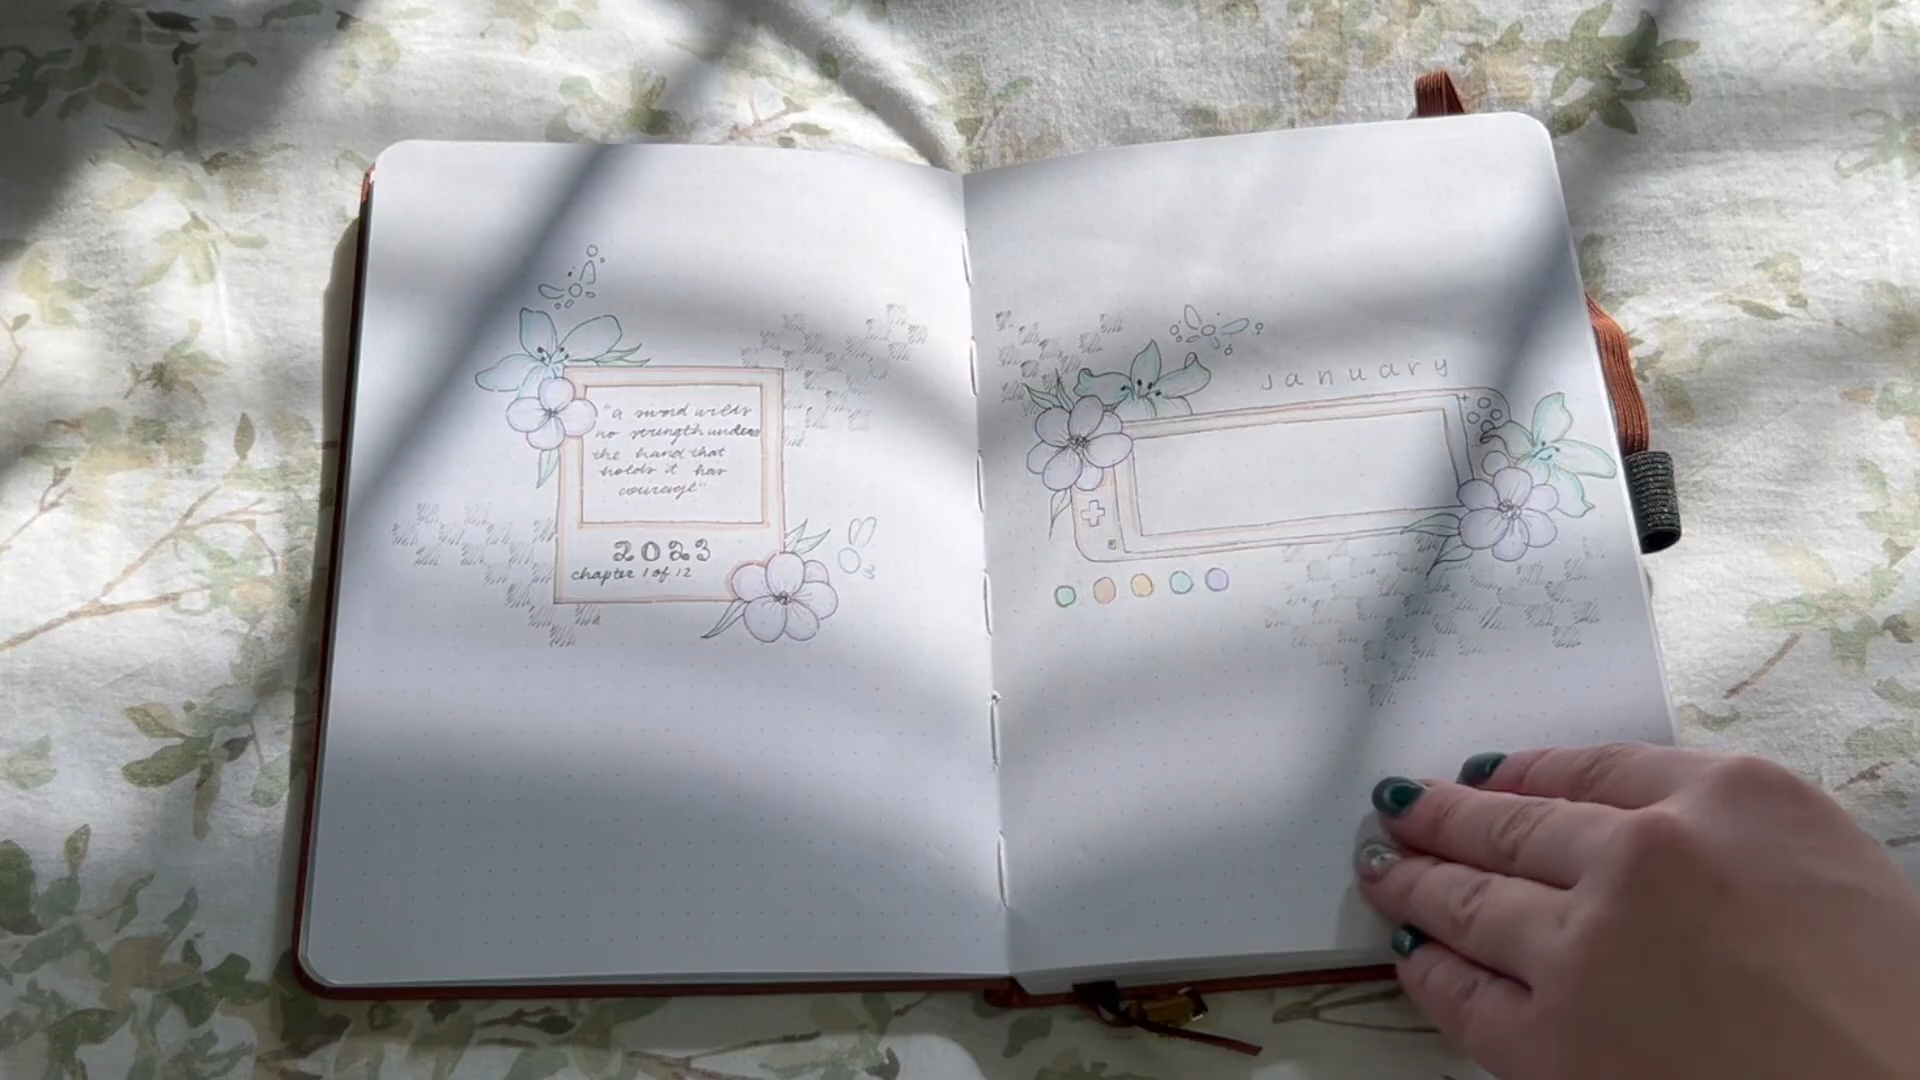 "a sword wields
no strength unless
the hand that
holds it has
courage"
2023
chapter 1 of 12
January